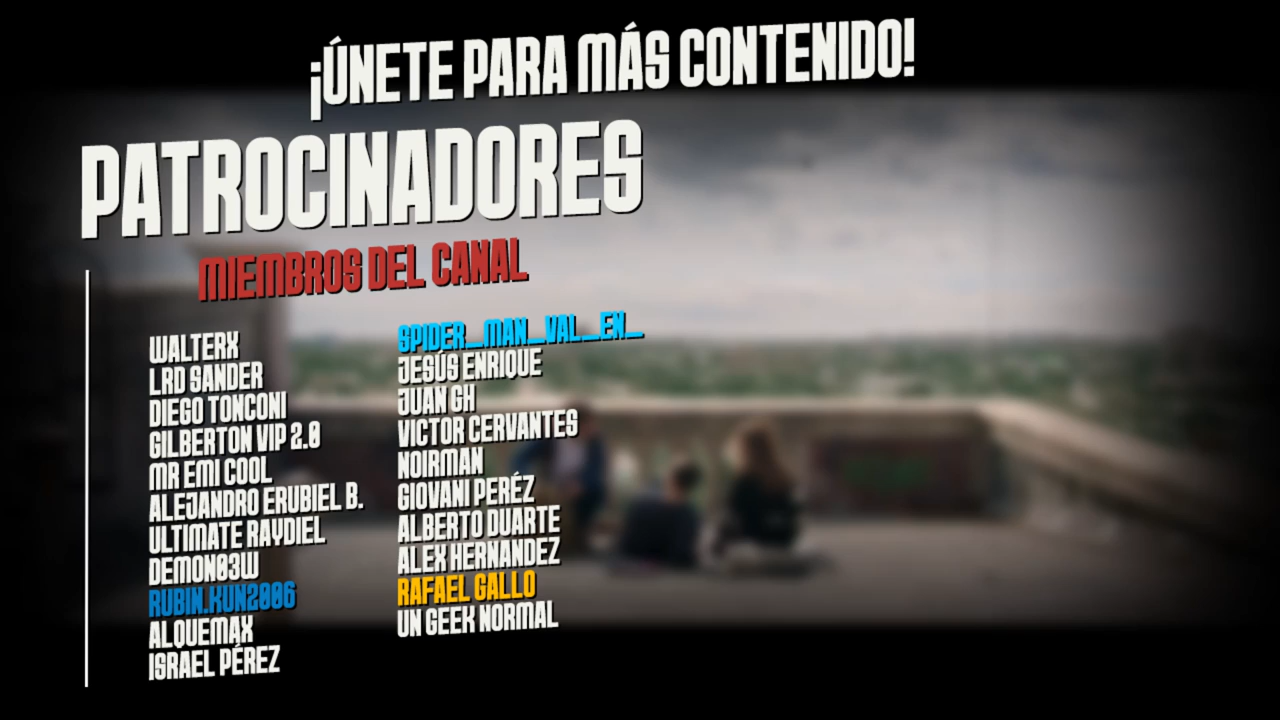 ¡ÚNETE PARA MÁS CONTENIDO!
PATROCINADORES
MIEMBROS DEL CANAL
WALTERX
LRD SANDER
DIEGO TONCONI
GILBERTON VIP 2.0
MR EMI COOL
ALEJANDRO ERUBIEL B.
ULTIMATE RAYDIEL
DEMON03W
RUBIN.KUN2006
ALQUEMAX
ISRAEL PÉREZ
SPIDER_MAN_VAL_EN_
JESÚS ENRIQUE
JUAN GH
VICTOR CERVANTES
NOIRMAN
GIOVANI PERÉZ
ALBERTO DUARTE
ALEX HERNANDEZ
RAFAEL GALLO
UN GEEK NORMAL